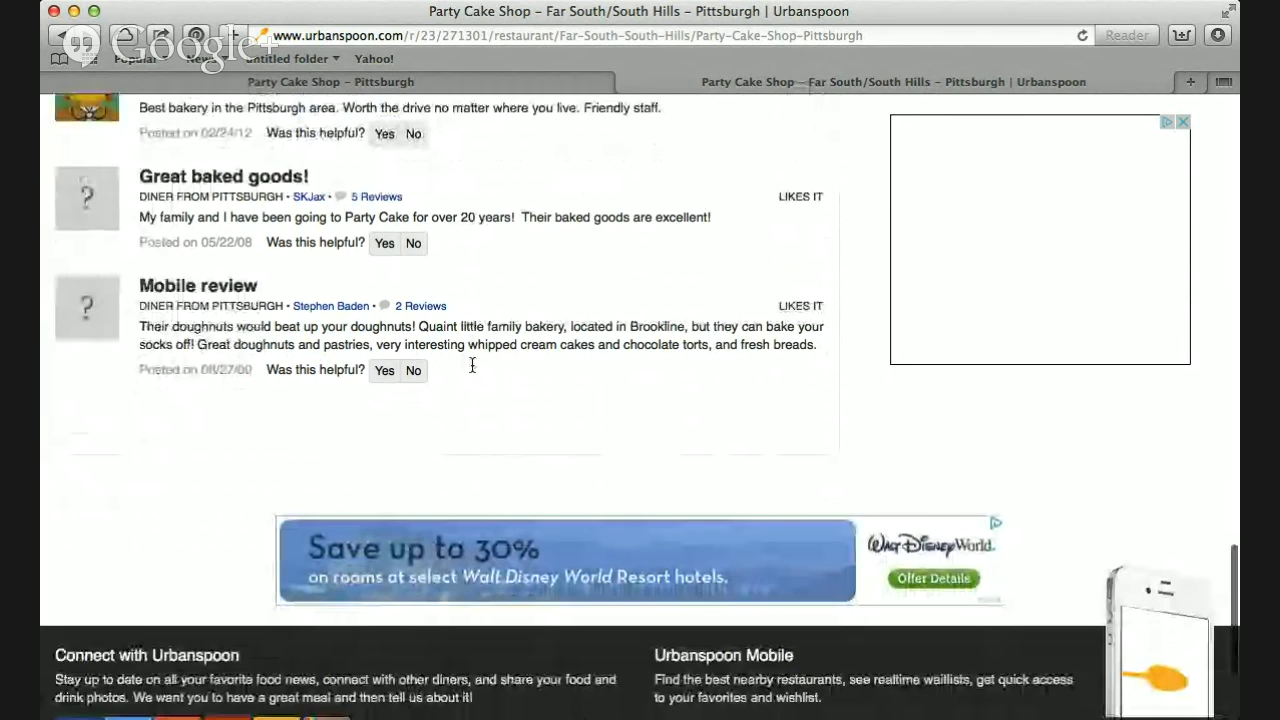 Party Cake Shop – Far South/South Hills – Pittsburgh | Urbanspoon
Google+
www.urbanspoon.com/r/23/271301/restaurant/Far-South-South-Hills/Party-Cake-Shop-Pittsburgh
Reader
Popular News Untitled folder Yahoo!
Party Cake Shop – Pittsburgh
Party Cake Shop – Far South/South Hills – Pittsburgh | Urbanspoon
Best bakery in the Pittsburgh area. Worth the drive no matter where you live. Friendly staff.
Posted on 02/24/12 Was this helpful? Yes No
Great baked goods!
DINER FROM PITTSBURGH • SKJax • 5 Reviews LIKES IT
My family and I have been going to Party Cake for over 20 years! Their baked goods are excellent!
Posted on 05/22/08 Was this helpful? Yes No
Mobile review
DINER FROM PITTSBURGH • Stephen Baden • 2 Reviews LIKES IT
Their doughnuts would beat up your doughnuts! Quaint little family bakery, located in Brookline, but they can bake your
socks off! Great doughnuts and pastries, very interesting whipped cream cakes and chocolate torts, and fresh breads.
Posted on Was this helpful? Yes No
Save up to 30%
on rooms at select Walt Disney World Resort hotels.
Walt Disney World.
Offer Details
Connect with Urbanspoon
Stay up to date on all your favorite food news, connect with other diners, and share your food and
drink photos. We want you to have a great meal and then tell us about it!
Urbanspoon Mobile
Find the best nearby restaurants, see realtime waitlists, get quick access
to your favorites and wishlist.